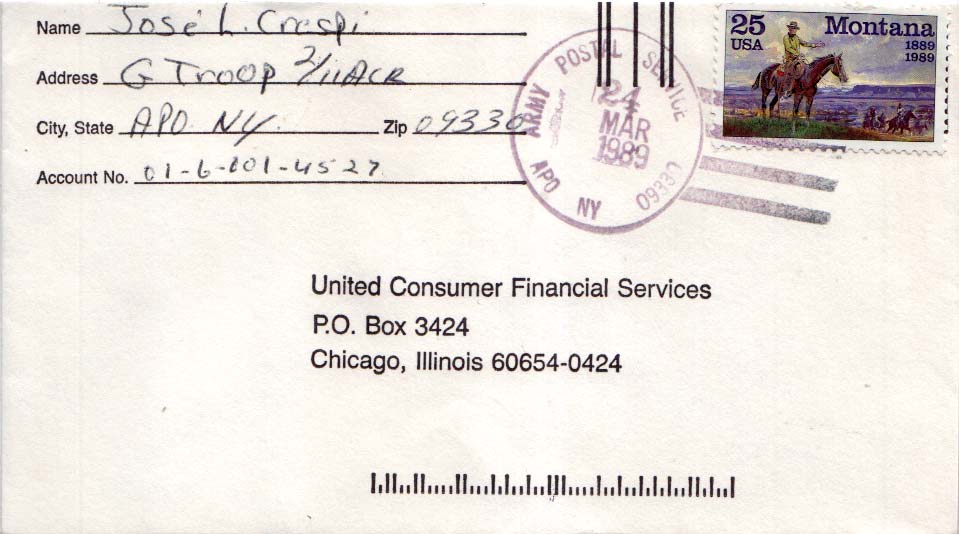 Name José L. Crespi
Address G Troop 2/11 ACR
City, State APO NY. Zip 09330
Account No. 01-6-101-4527
ARMY POSTAL SERVICE
24
MAR
1989
APO NY 09330
25
USA
Montana
1889
1989
United Consumer Financial Services
P.O. Box 3424
Chicago, Illinois 60654-0424